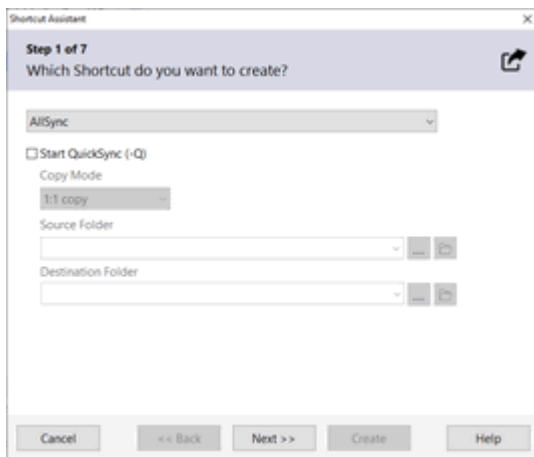 Shortcut Assistant
Step 1 of 7
Which Shortcut do you want to create?
AllSync
Start QuickSync (-Q)
Copy Mode
1:1 copy
Source Folder
...
Destination Folder
...
Cancel
<< Back
Next >>
Create
Help